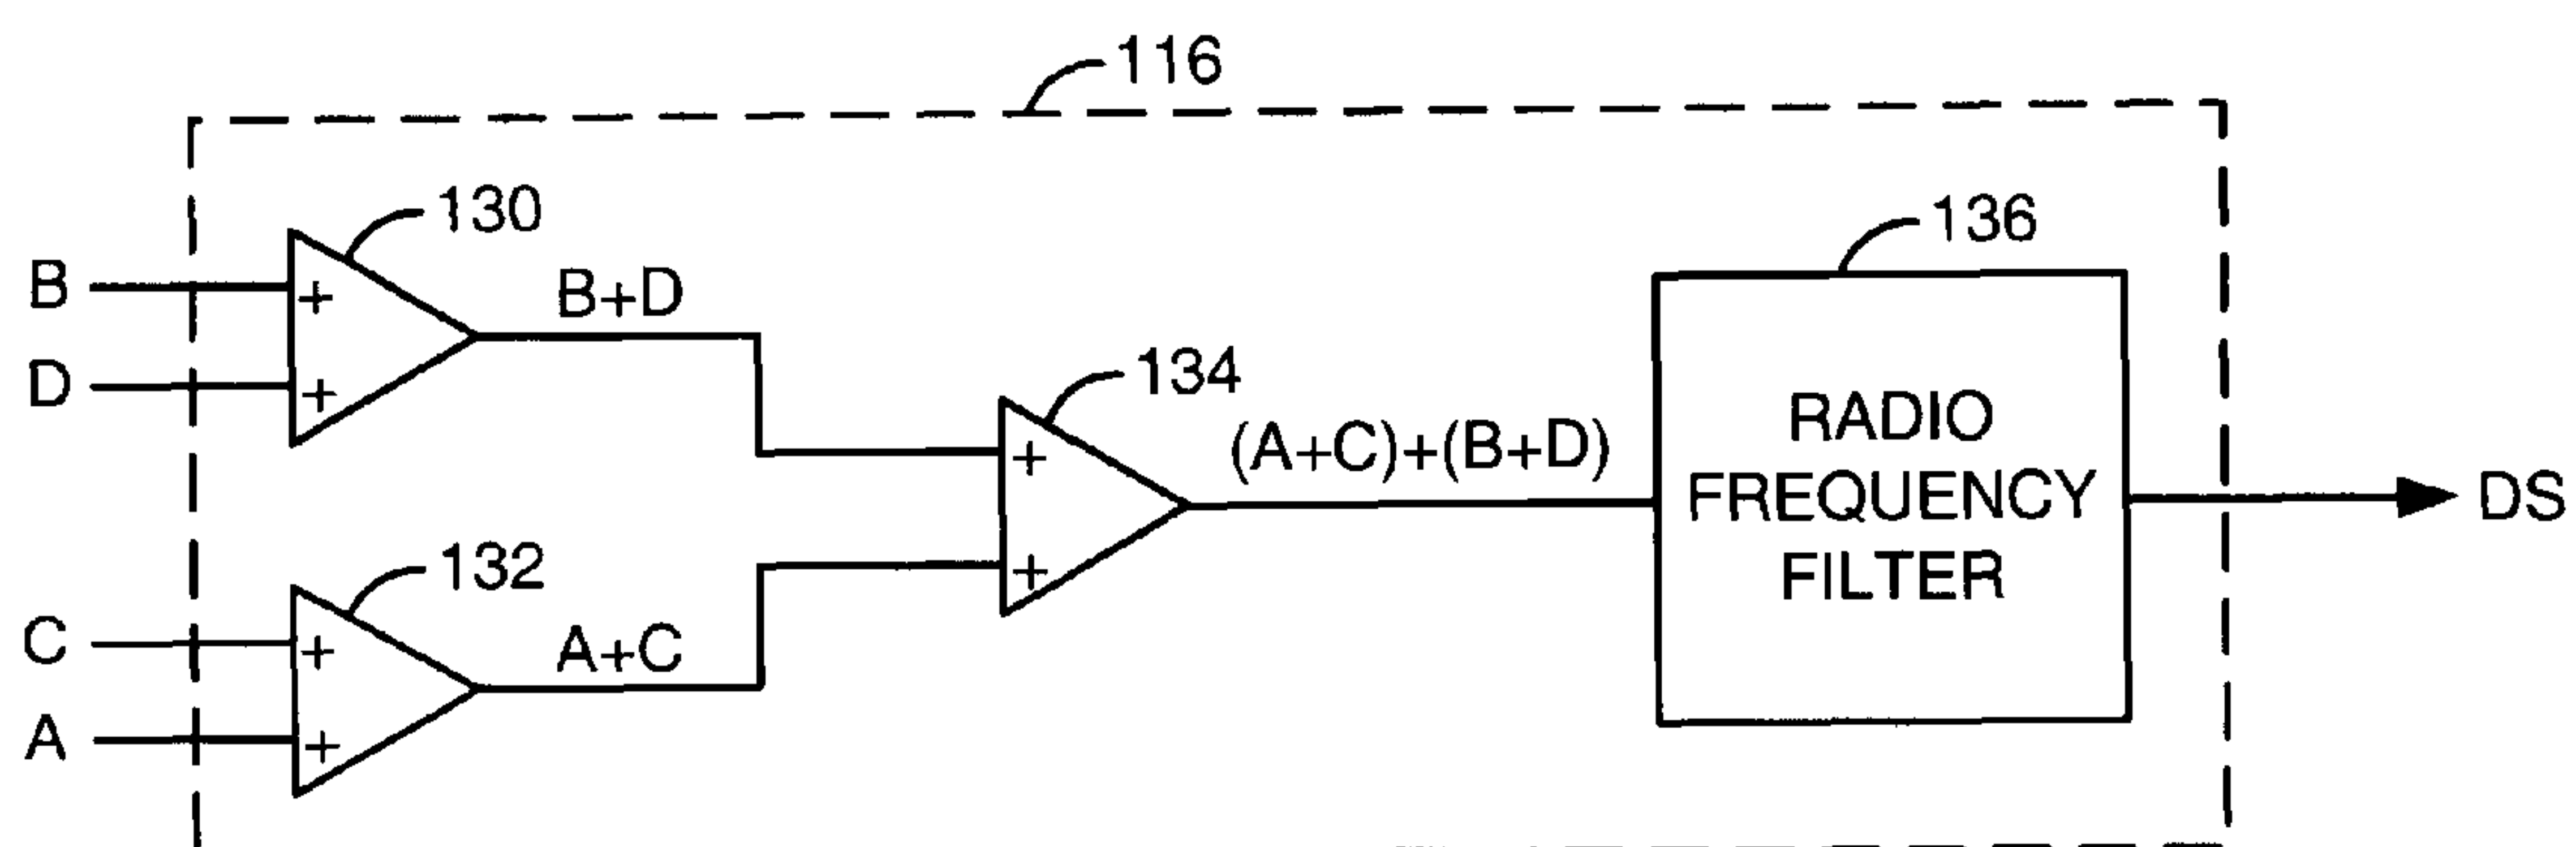 116
130
B
+
B+D
D
+
136
134
+
(A+C)+(B+D)
RADIO
FREQUENCY
FILTER
DS
132
C
+
A+C
+
A
+